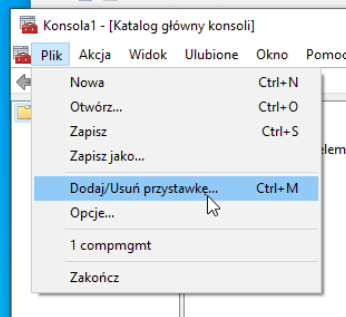 Konsola1 - [Katalog główny konsoli]
Plik Akcja Widok Ulubione Okno Pomoc
Nowa Ctrl+N
Otwórz... Ctrl+O
Zapisz Ctrl+S
Zapisz jako...
Dodaj/Usuń przystawkę... Ctrl+M
Opcje...
1 compmgmt
Zakończ